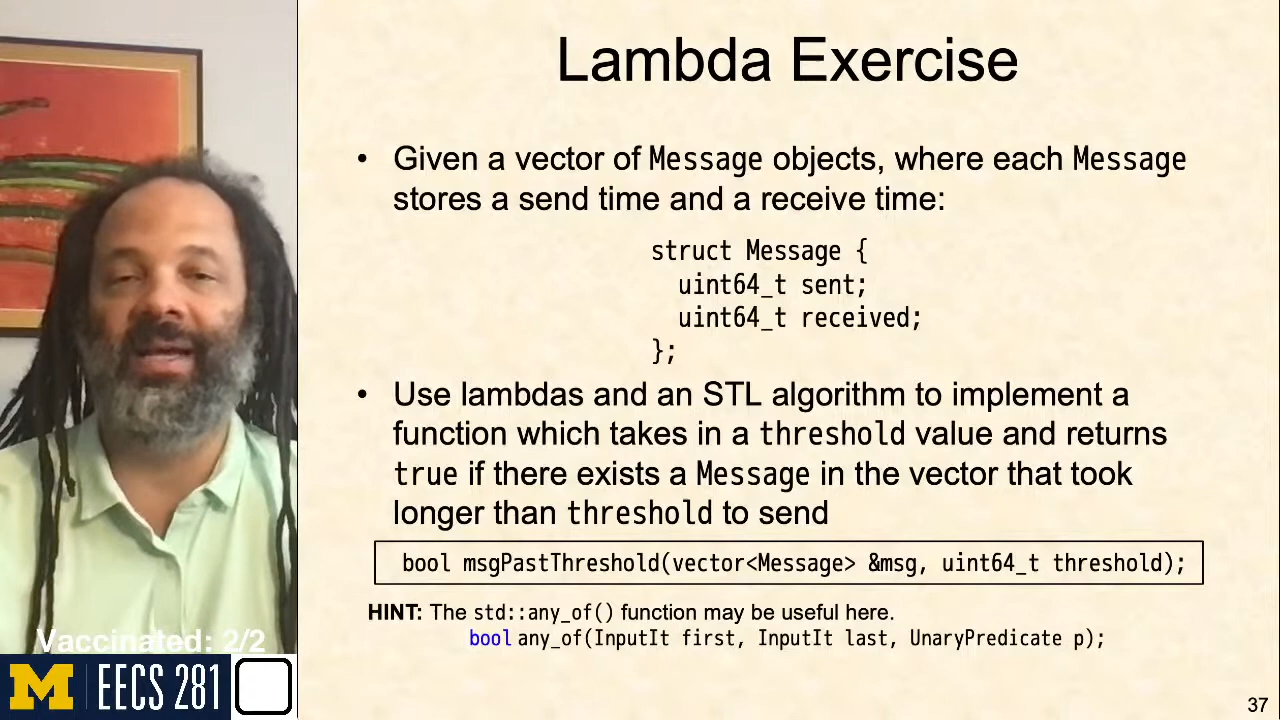 Lambda Exercise
• Given a vector of Message objects, where each Message
stores a send time and a receive time:
struct Message {
uint64_t sent;
uint64_t received;
};
• Use lambdas and an STL algorithm to implement a
function which takes in a threshold value and returns
true if there exists a Message in the vector that took
longer than threshold to send
bool msgPastThreshold(vector<Message> &msg, uint64_t threshold);
HINT: The std::any_of() function may be useful here.
bool any_of(InputIt first, InputIt last, UnaryPredicate p);
Vaccinated: 2/2
M EECS 281
37